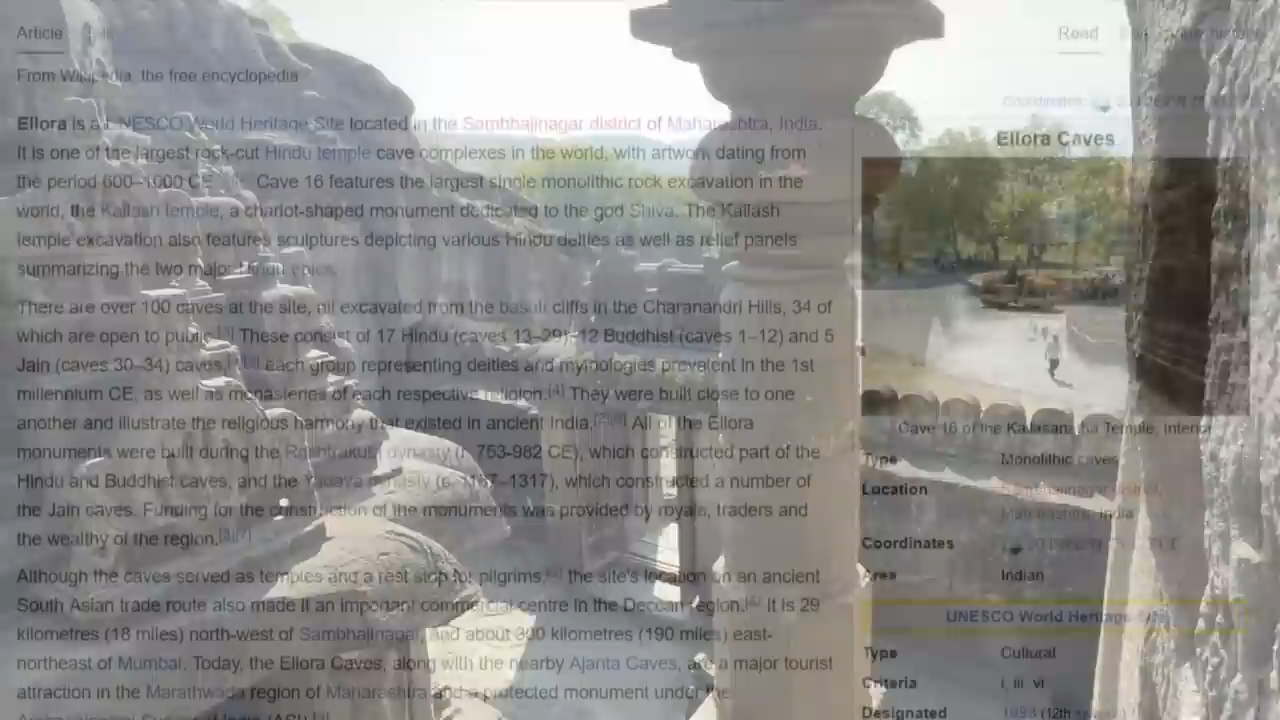 Article
Read
From Wikipedia, the free encyclopedia
Ellora Caves
Ellora is a UNESCO World Heritage Site located in the Sambhajinagar district of Maharashtra, India.
It is one of the largest rock-cut Hindu temple cave complexes in the world, with artwork dating from
the period 600–1000 CE Cave 16 features the largest single monolithic rock excavation in the
world, the Kailash temple, a chariot-shaped monument dedicated to the god Shiva. The Kailash
temple excavation also features sculptures depicting various Hindu deities as well as relief panels
summarizing the two major Hindu epics.
There are over 100 caves at the site, all excavated from the basalt cliffs in the Charanandri Hills, 34 of
which are open to public.[3] These consist of 17 Hindu (caves 13–29), 12 Buddhist (caves 1–12) and 5
Jain (caves 30–34) caves, each group representing deities and mythologies prevalent in the 1st
millennium CE, as well as monasteries of each respective religion.[4] They were built close to one
another and illustrate the religious harmony that existed in ancient India. All of the Ellora
monuments were built during the Rashtrakuta dynasty (r. 753-982 CE), which constructed part of the
Hindu and Buddhist caves, and the Yadava dynasty (c. 1187–1317), which constructed a number of
the Jain caves. Funding for the construction of the monuments was provided by royals, traders and
the wealthy of the region.
Although the caves served as temples and a rest stop for pilgrims, the site's location on an ancient
South Asian trade route also made it an important commercial centre in the Deccan region. It is 29
kilometres (18 miles) north-west of Sambhajinagar, and about 300 kilometres (190 miles) east-
northeast of Mumbai. Today, the Ellora Caves, along with the nearby Ajanta Caves, are a major tourist
attraction in the Marathwada region of Maharashtra and a protected monument under the
Cave 16 of the Temple, interior
Type Monolithic caves
Location Sambhajinagar district,
Maharashtra, India
Coordinates
Area Indian
UNESCO World Heritage Site
Type Cultural
Criteria i, iii, vi
Designated 1983 (12th